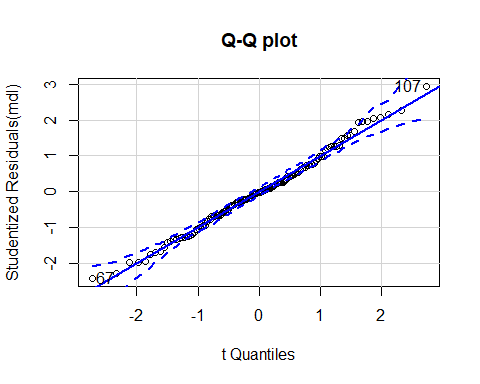 Q-Q plot
Studentized Residuals(mdl)
3
2
1
0
-1
-2
107
67
-2 -1 0 1 2
t Quantiles